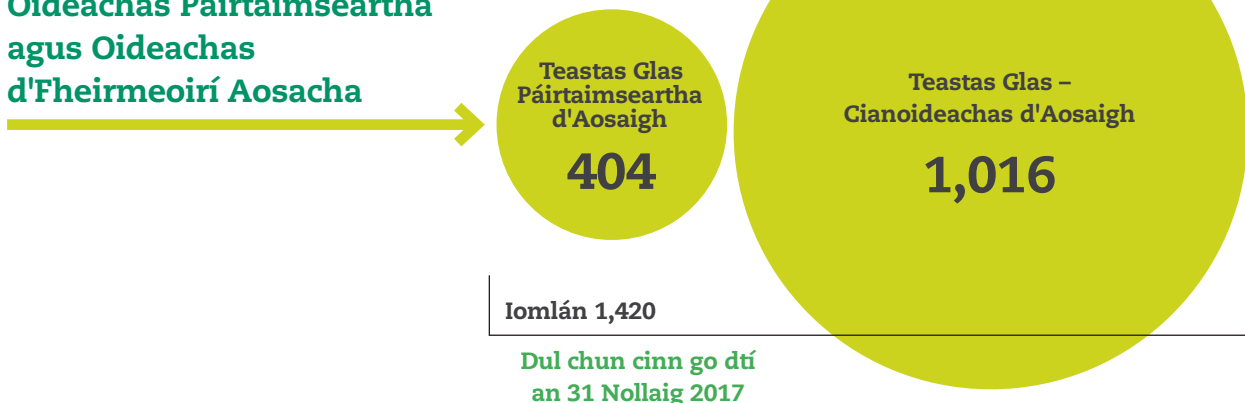 Oideachas Páirtaimseartha
agus Oideachas
d'Fheirmeoirí Aosacha
Teastas Glas
Páirtaimseartha
d'Aosaigh
404
Teastas Glas –
Cianoideachas d'Aosaigh
1,016
Iomlán 1,420
Dul chun cinn go dtí
an 31 Nollaig 2017